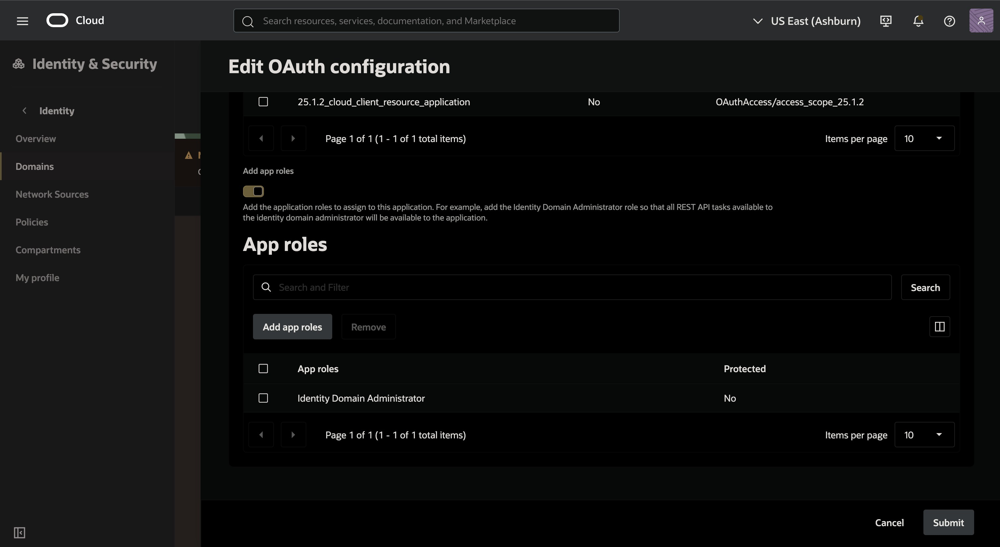 Cloud
Search resources, services, documentation, and Marketplace
US East (Ashburn)
Identity & Security
Identity
Overview
Domains
Network Sources
Policies
Compartments
My profile
Edit OAuth configuration
25.1.2_cloud_client_resource_application No OAuthAccess/access_scope_25.1.2
Page 1 of 1 (1 - 1 of 1 total items) Items per page 10
Add app roles
Add the application roles to assign to this application. For example, add the Identity Domain Administrator role so that all REST API tasks available to
the identity domain administrator will be available to the application.
App roles
Search and Filter Search
Add app roles Remove
App roles Protected
Identity Domain Administrator No
Page 1 of 1 (1 - 1 of 1 total items) Items per page 10
Cancel Submit